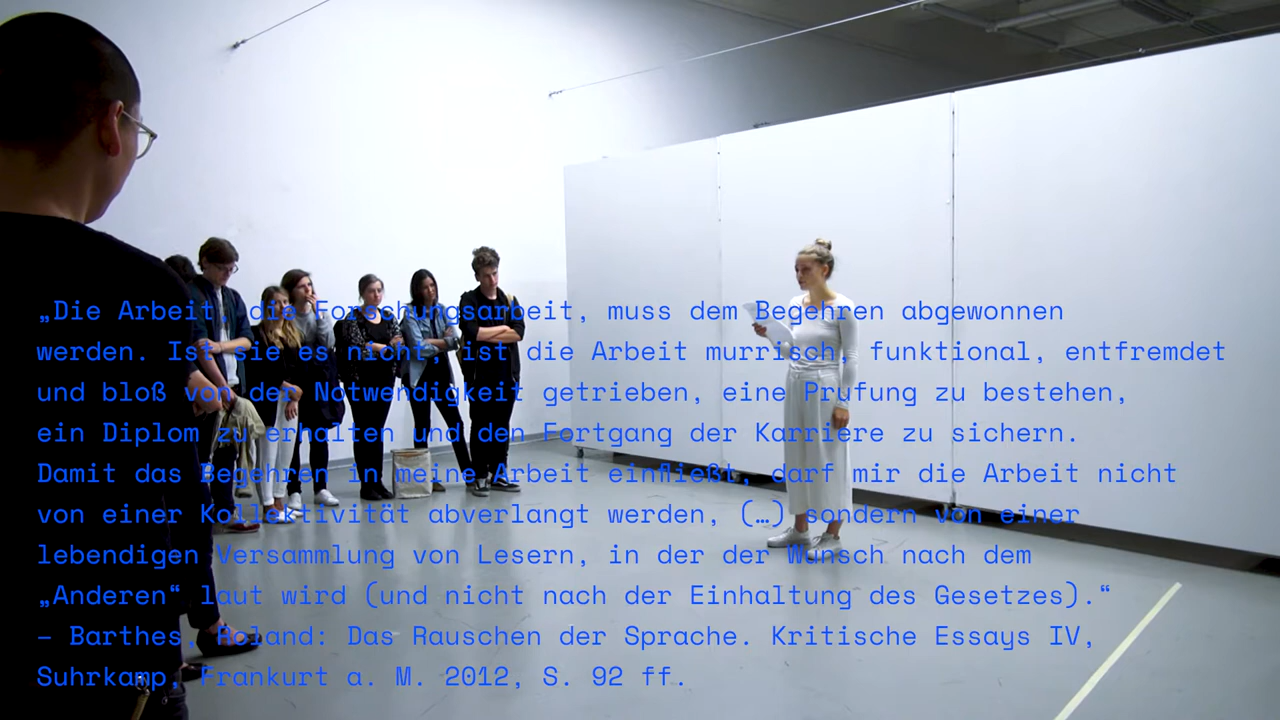 „Die Arbeit, die Forschungsarbeit, muss dem Begehren abgewonnen
werden. Ist sie es nicht, ist die Arbeit murrisch, funktional, entfremdet
und bloß von der Notwendigkeit getrieben, eine Prufung zu bestehen,
ein Diplom zu erhalten und den Fortgang der Karriere zu sichern.
Damit das Begehren in meine Arbeit einfließt, darf mir die Arbeit nicht
von einer Kollektivität abverlangt werden, (…) sondern von einer
lebendigen Versammlung von Lesern, in der der Wunsch nach dem
„Anderen“ laut wird (und nicht nach der Einhaltung des Gesetzes).“
– Barthes, Roland: Das Rauschen der Sprache. Kritische Essays IV,
Suhrkamp, Frankfurt a. M. 2012, S. 92 ff.